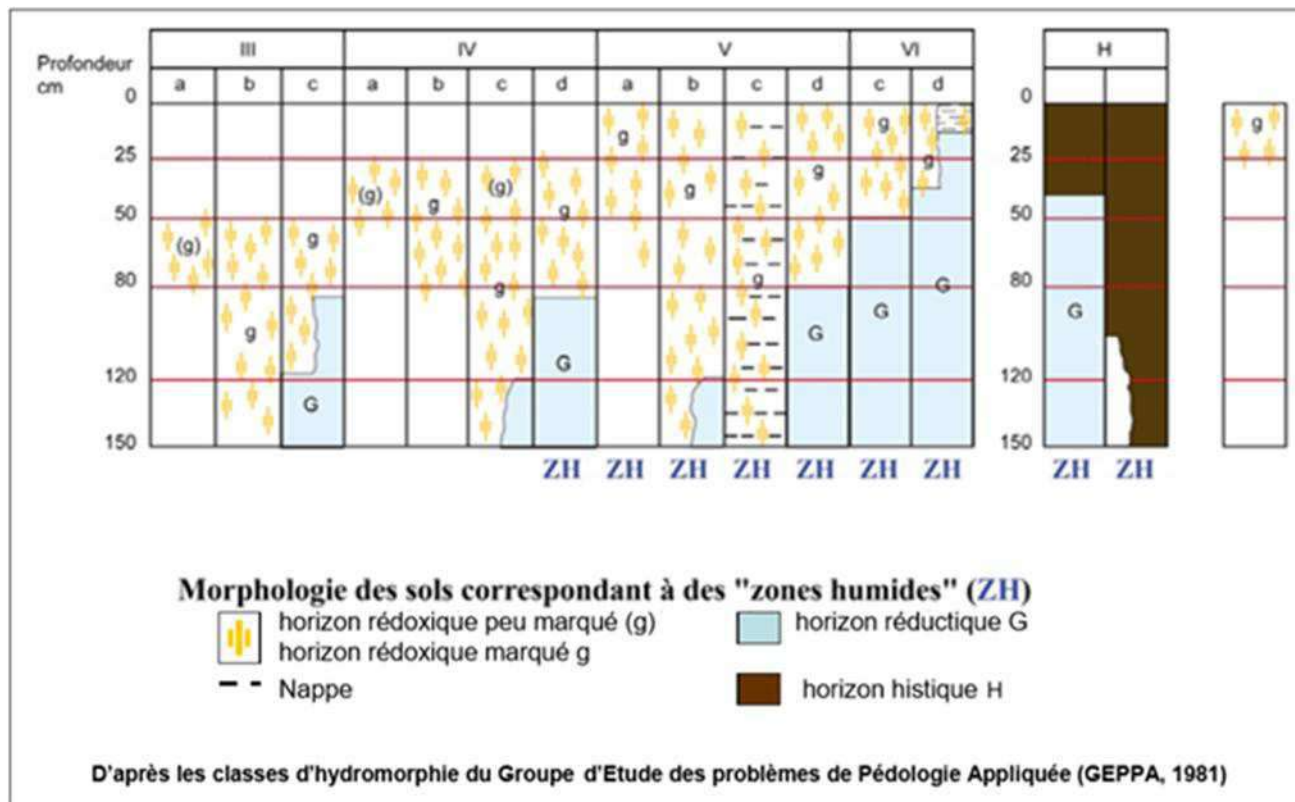 III IV V VI H
Profondeur
cm
a b c a b c d a b c d c d
0 0
g g g g
25 g 25
(g) g (g) g g g
50 50
(g) g
80 g g G 80
g G G G
G
120 120
G
150 150
ZH ZH ZH ZH ZH ZH ZH ZH ZH
Morphologie des sols correspondant à des "zones humides" (ZH)
horizon rédoxique peu marqué (g) horizon réductique G
horizon rédoxique marqué g
Nappe horizon histique H
D'après les classes d'hydromorphie du Groupe d'Etude des problèmes de Pédologie Appliquée (GEPPA, 1981)